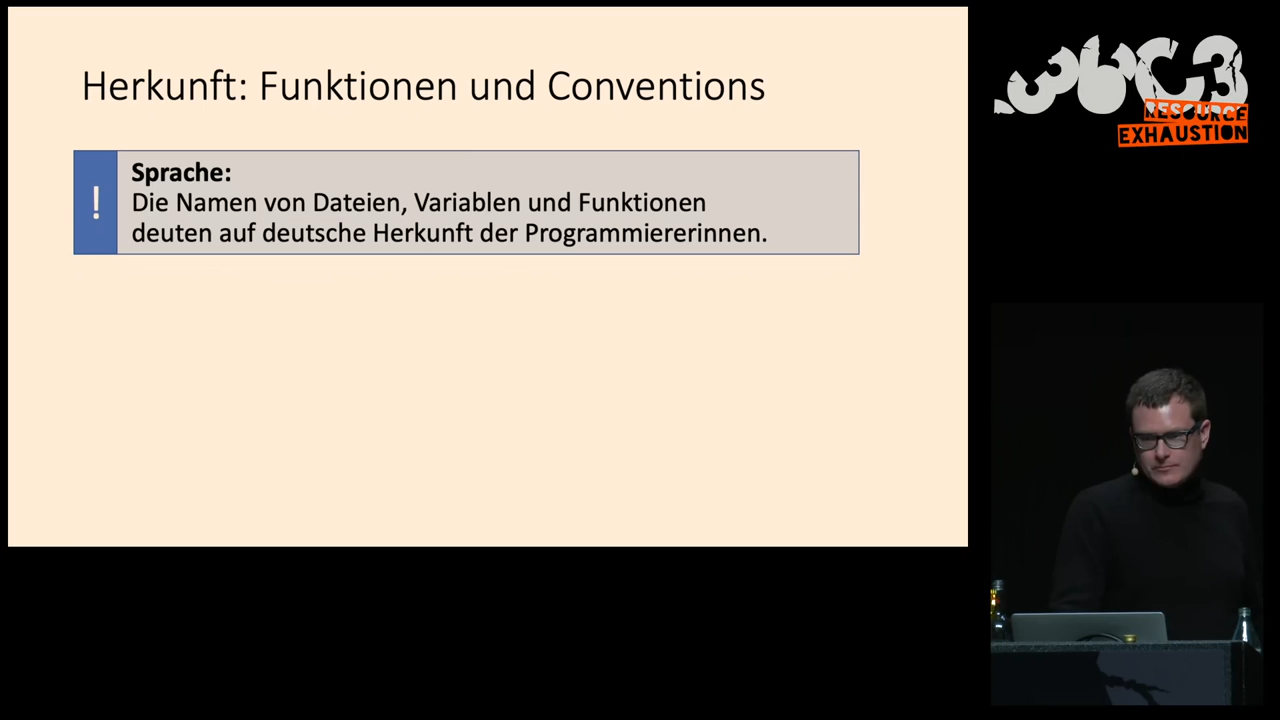 Herkunft: Funktionen und Conventions
!
Sprache:
Die Namen von Dateien, Variablen und Funktionen
deuten auf deutsche Herkunft der Programmiererinnen.
36C3
RESOURCE
EXHAUSTION